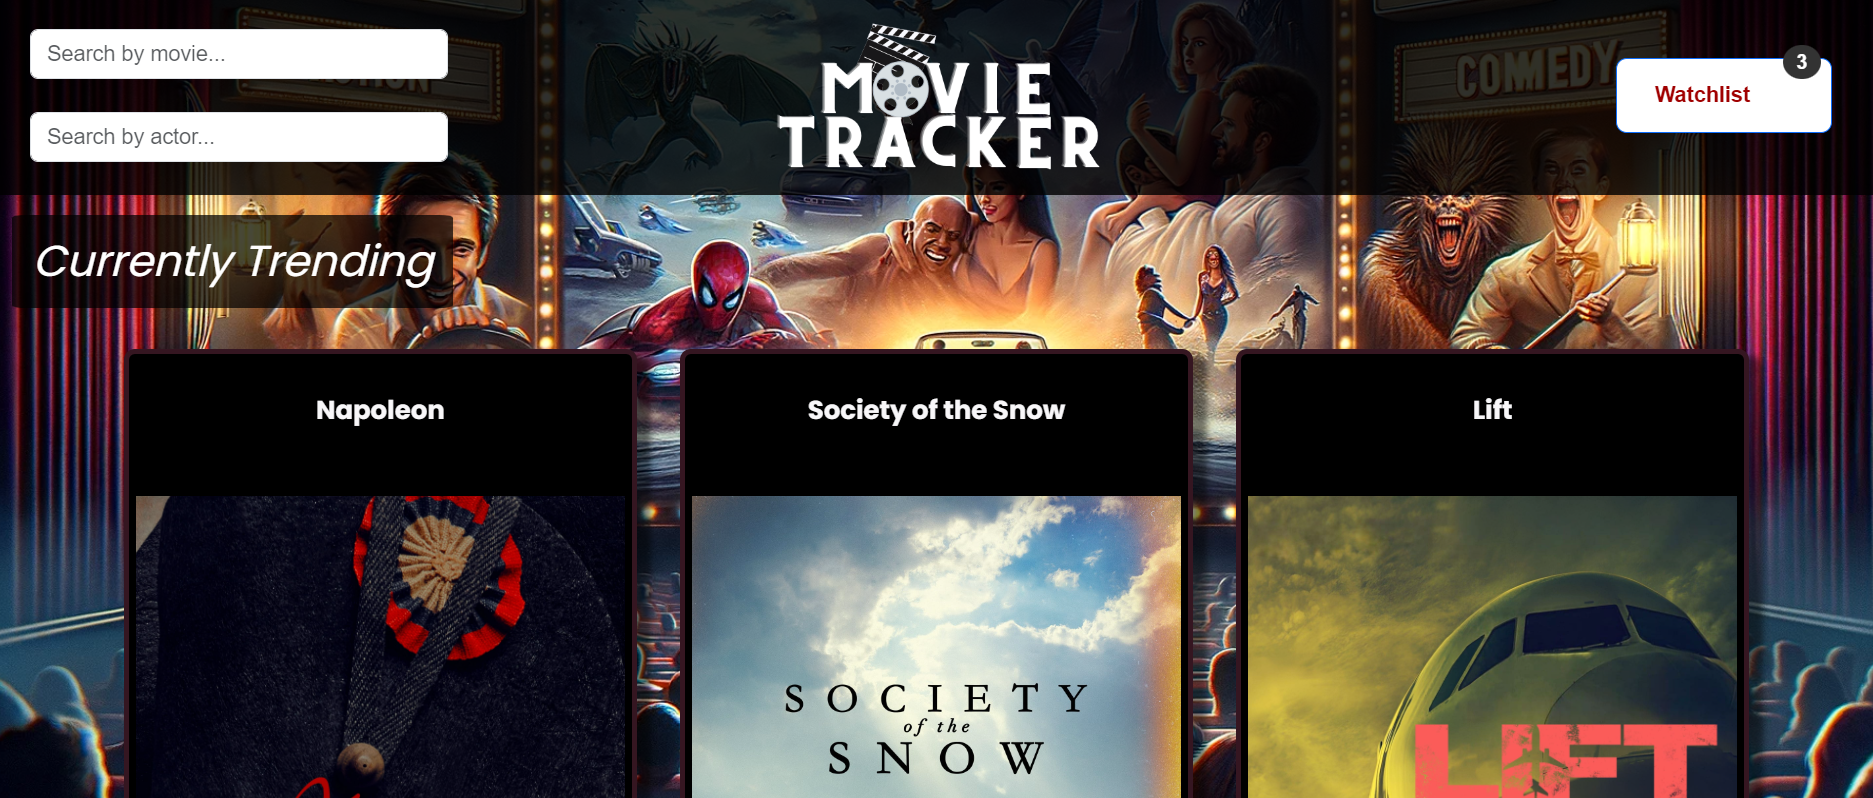 Search by movie...
Search by actor...
MOVIE
TRACKER
COMEDY
3
Watchlist
Currently Trending
Napoleon
Society of the Snow
Lift
SOCIETY
of the
SNOW
LIFT